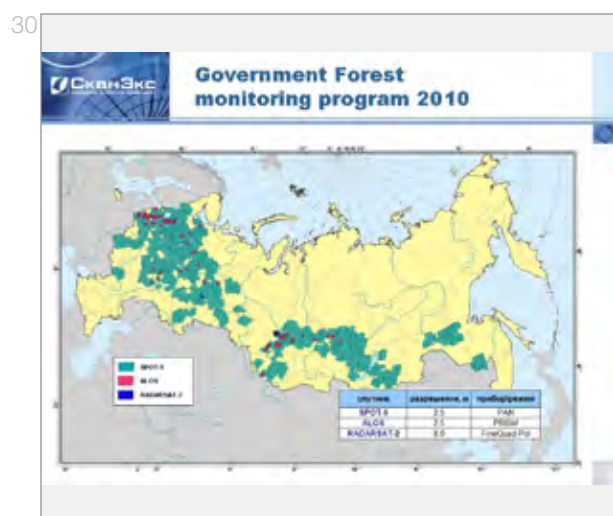 30
СканЭкс
Government Forest
monitoring program 2010
SPOT-5
ALOS
RADARSAT-2
спутник разрешение, м прибор/режим
SPOT-5 2.5 PAN
ALOS 2.5 PRISM
RADARSAT-2 8.0 FineQuad Pol